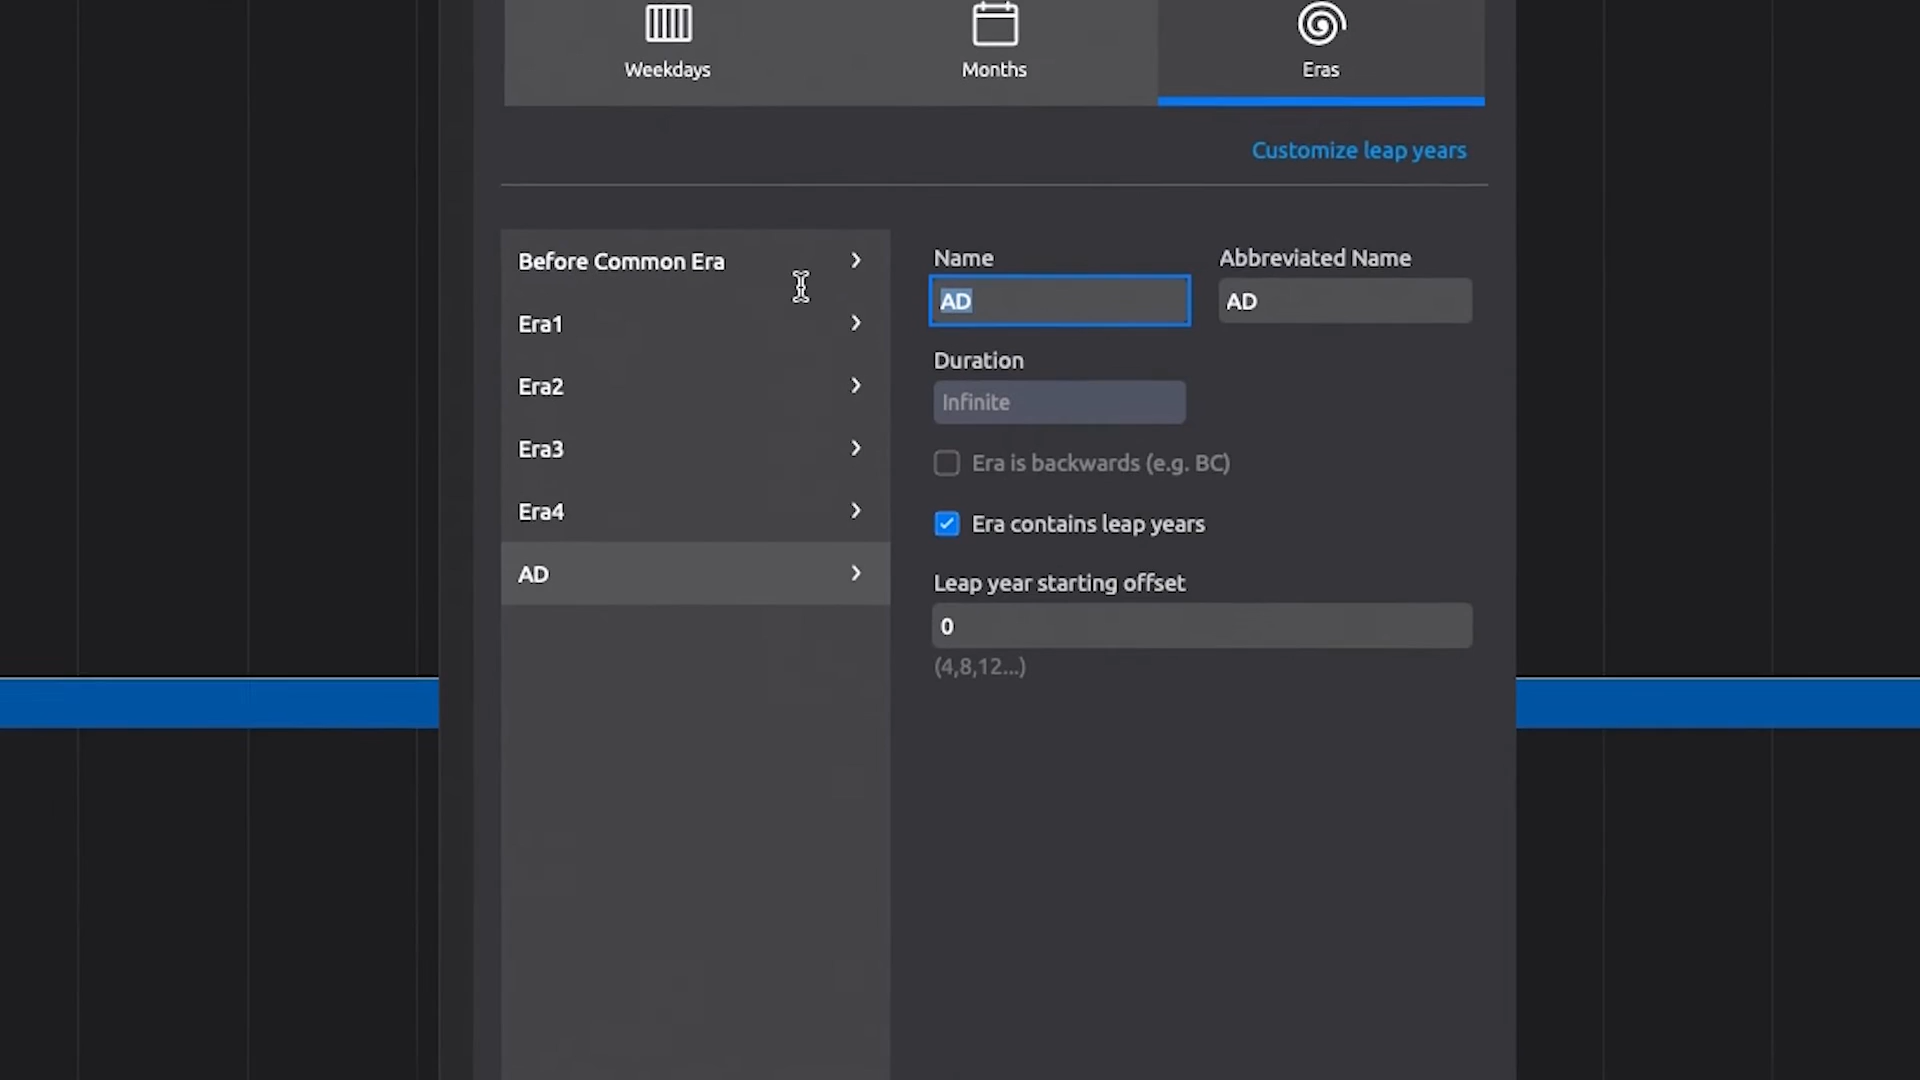 Weekdays
Months
Eras
Customize leap years
Before Common Era
Era1
Era2
Era3
Era4
AD
Name
Abbreviated Name
AD
AD
Duration
Infinite
Era is backwards (e.g. BC)
Era contains leap years
Leap year starting offset
0
(4,8,12...)